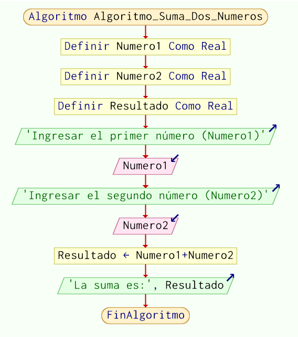 Algoritmo Algoritmo_Suma_Dos_Numeros
Definir Numero1 Como Real
Definir Numero2 Como Real
Definir Resultado Como Real
'Ingresar el primer número (Numero1)'
Numero1
'Ingresar el segundo número (Numero2)'
Numero2
Resultado ← Numero1+Numero2
'La suma es:', Resultado
FinAlgoritmo